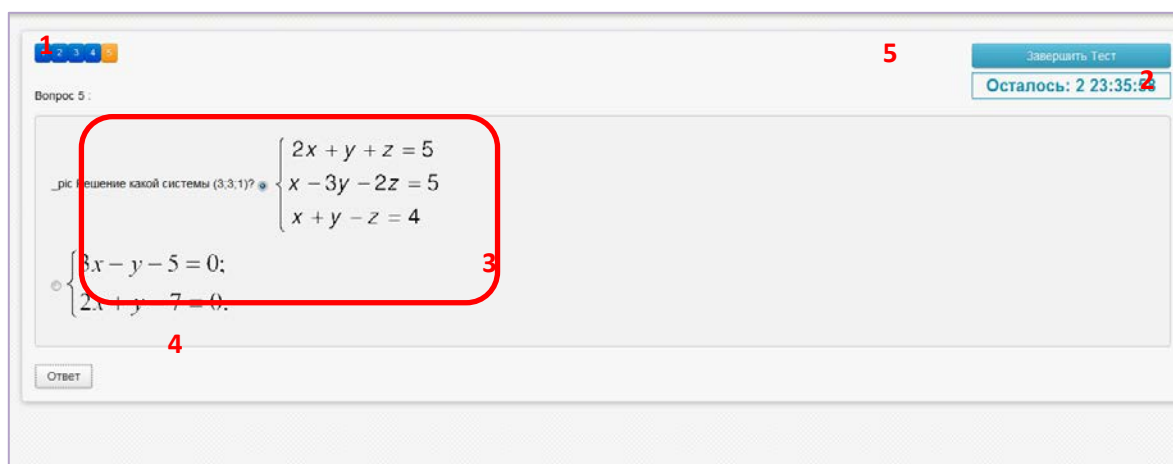 1 2 3 4 5
5
Завершить Тест
Осталось: 2 23:35:58
2
Вопрос 5 :
2x + y + z = 5
_pic Решение какой системы (3;3;1)? x − 3y − 2z = 5
x + y − z = 4
3x − y − 5 = 0;
3
2x + y − 7 = 0.
4
Ответ